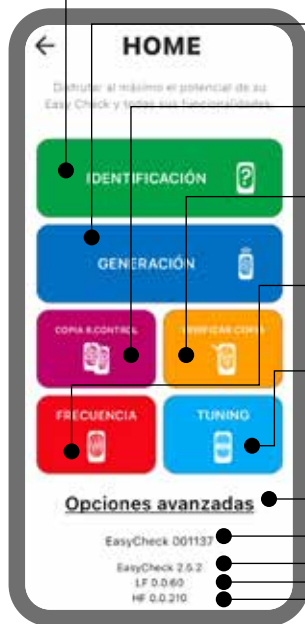 HOME
Disfrutar al máximo el potencial de su
Easy Check y todas sus funcionalidades.
IDENTIFICACIÓN
GENERACIÓN
COPIA R.CONTROL
VERIFICAR COPIA
FRECUENCIA
TUNING
Opciones avanzadas
EasyCheck 001137
EasyCheck 2.5.2
LF 0.0.60
HF 0.0.210